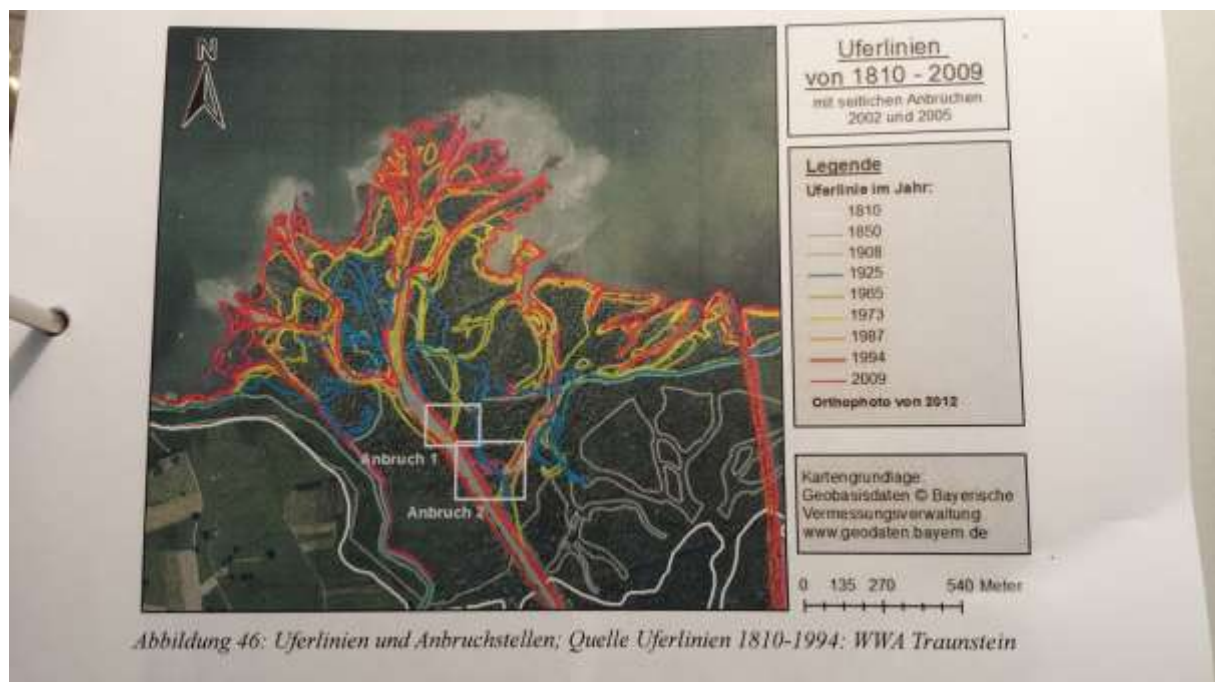 N
Anbruch 1
Anbruch 2
Uferlinien
von 1810 - 2009
mit seitlichen Anbrüchen
2002 und 2005
Legende
Uferlinie im Jahr:
1810
1850
1908
1925
1965
1973
1987
1994
2009
Orthophoto von 2012
Kartengrundlage:
Geobasisdaten © Bayerische
Vermessungsverwaltung
www.geodaten.bayern.de
0 135 270 540 Meter
Abbildung 46: Uferlinien und Anbruchstellen; Quelle Uferlinien 1810-1994: WWA Traunstein